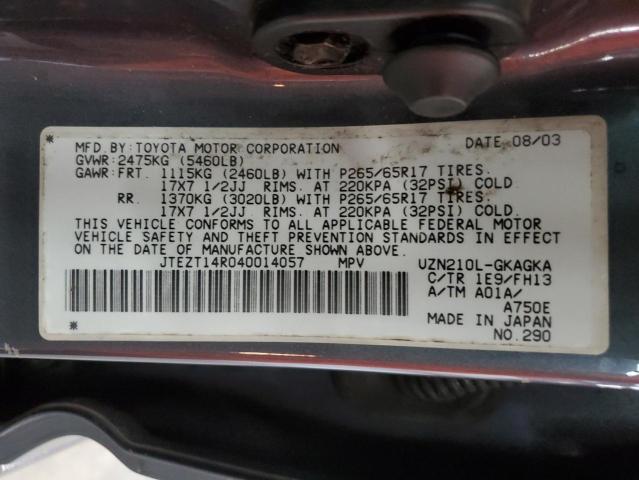 MFD.BY:TOYOTA MOTOR CORPORATION DATE 08/03
GVWR:2475KG (5460LB)
GAWR:FRT. 1115KG (2460LB) WITH P265/65R17 TIRES.
17X7 1/2JJ RIMS. AT 220KPA (32PSI) COLD.
RR. 1370KG (3020LB) WITH P265/65R17 TIRES.
17X7 1/2JJ RIMS. AT 220KPA (32PSI) COLD.
THIS VEHICLE CONFORMS TO ALL APPLICABLE FEDERAL MOTOR
VEHICLE SAFETY AND THEFT PREVENTION STANDARDS IN EFFECT
ON THE DATE OF MANUFACTURE SHOWN ABOVE.
JTEZT14R040014057 MPV UZN210L-GKAGKA
C/TR 1E9/FH13
A/TM A01A/
A750E
MADE IN JAPAN
NO.290